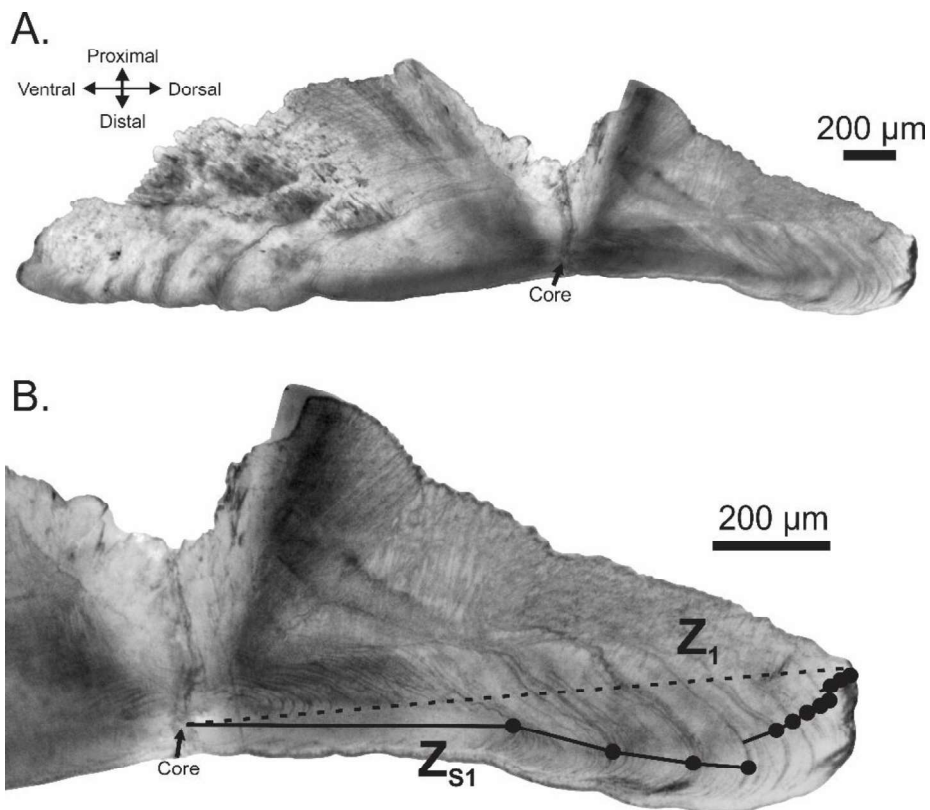 A.
Proximal
Ventral Dorsal
Distal
200 µm
Core
B.
200 µm
Z1
ZS1
Core